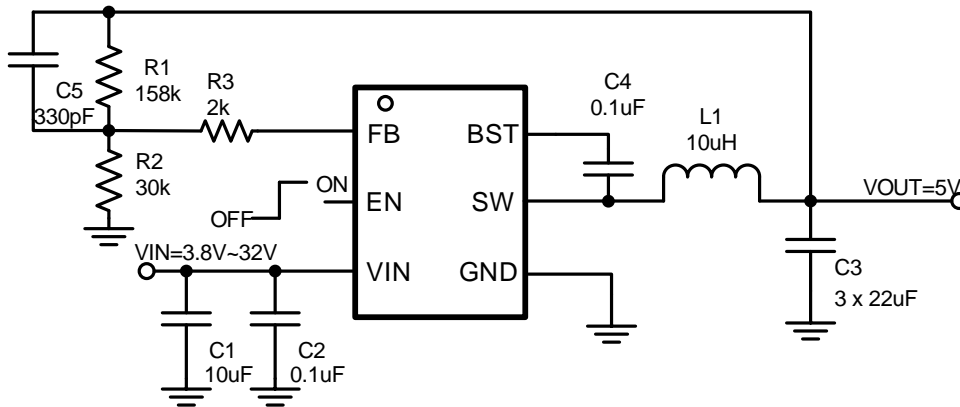 C5
330pF
R1
158k
R3
2k
R2
30k
FB
EN
VIN
BST
SW
GND
C4
0.1uF
L1
10uH
ON
OFF
VOUT=5V
VIN=3.8V~32V
C1
10uF
C2
0.1uF
C3
3 x 22uF